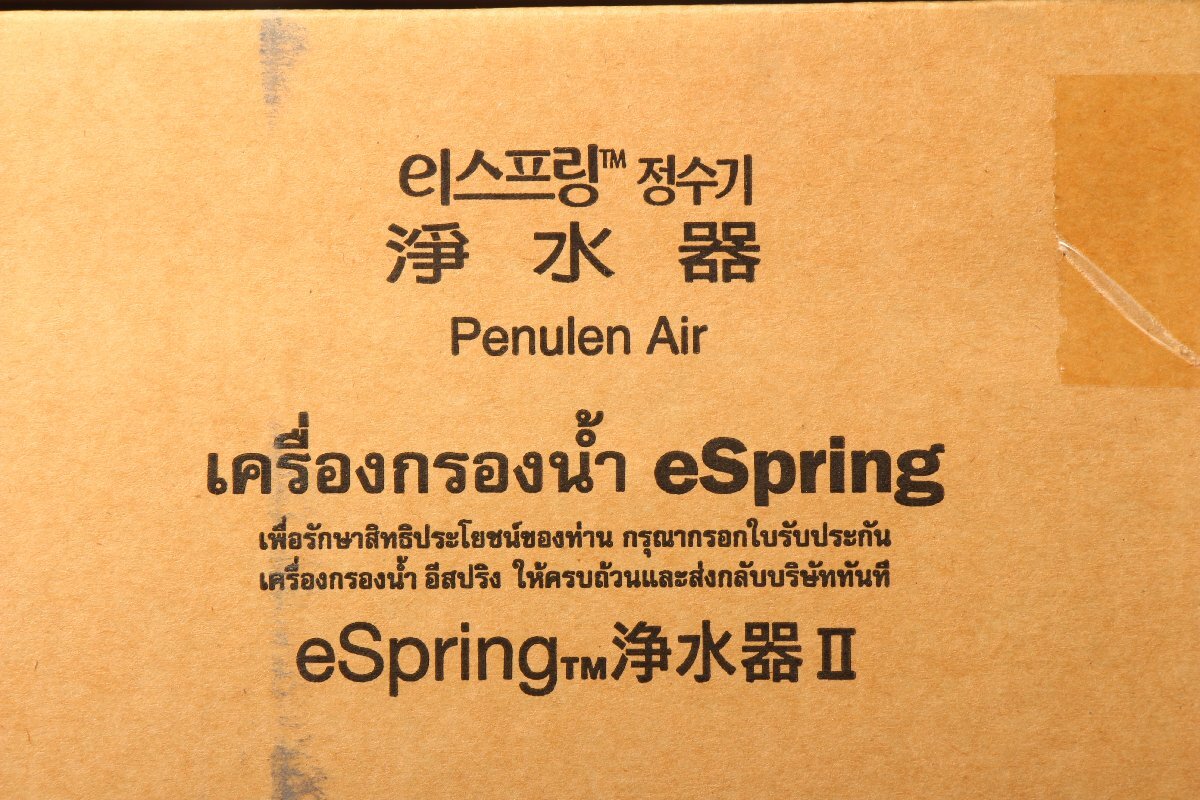 e이스프링™ 정수기
淨水器
Penulen Air
เครื่องกรองน้ำ eSpring
เพื่อรักษาสิทธิประโยชน์ของท่าน กรุณากรอกใบรับประกัน
เครื่องกรองน้ำ อีสปริง ให้ครบถ้วนและส่งกลับบริษัททันที
eSpring™浄水器 II